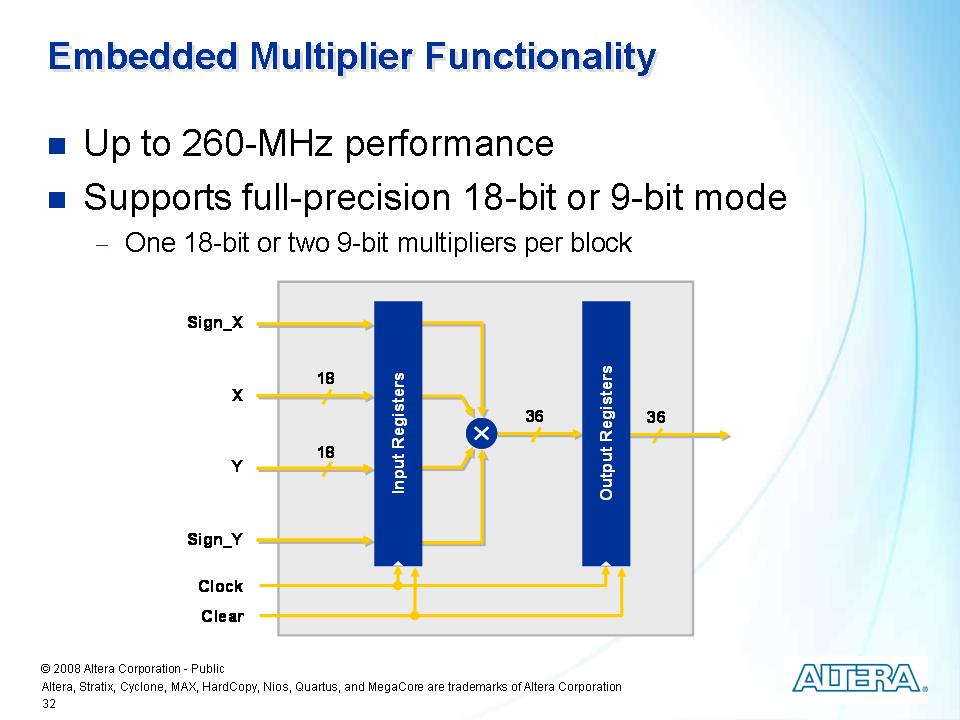 Embedded Multiplier Functionality
Up to 260-MHz performance
Supports full-precision 18-bit or 9-bit mode
– One 18-bit or two 9-bit multipliers per block
Sign_X
18
X
Input Registers
Output Registers
36
36
18
Y
Sign_Y
Clock
Clear
© 2008 Altera Corporation - Public
Altera, Stratix, Cyclone, MAX, HardCopy, Nios, Quartus, and MegaCore are trademarks of Altera Corporation
32
ALTERA®